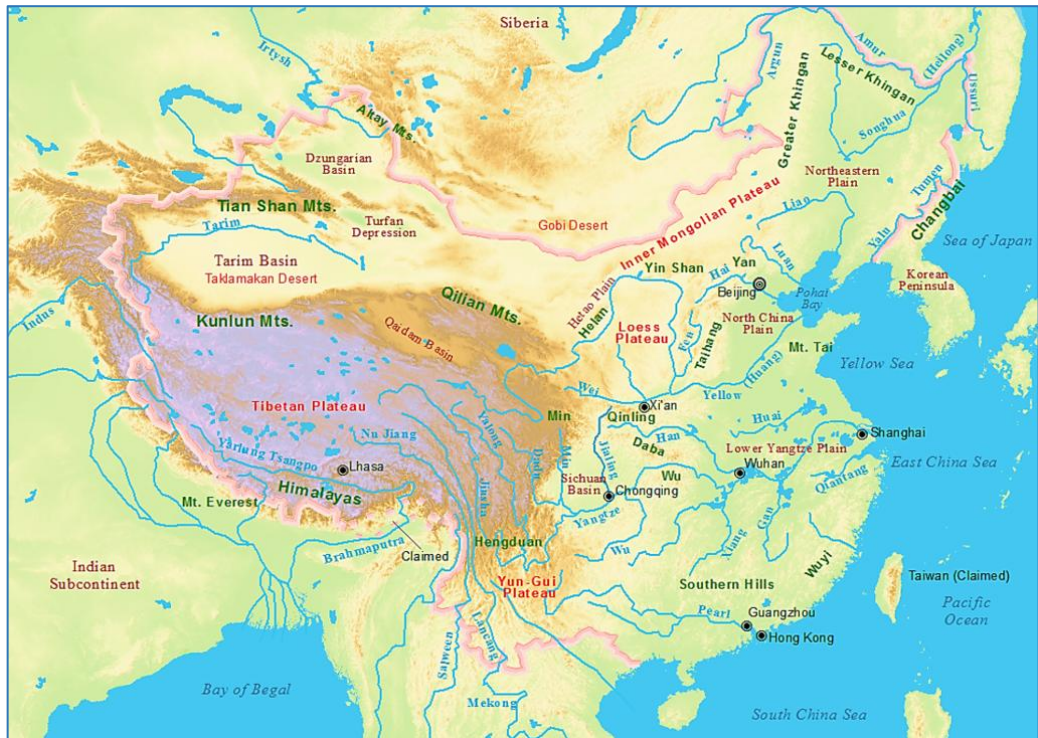 Siberia
Irtysh
Amur
(Heilong)
Argun
Lesser Khingan
Ussuri
Altay Mts.
Greater Khingan
Songhua
Dzungarian
Basin
Northeastern
Plain
Tumen
Tian Shan Mts.
Turfan
Depression
Gobi Desert
Inner Mongolian Plateau
Liao
Yalu
Changbai
Sea of Japan
Tarim
Tarim Basin
Taklamakan Desert
Yin Shan
Hai
Yan
Luan
Beijing
Pohat
Bay
Korean
Peninsula
Indus
Kunlun Mts.
Qilian Mts.
Qaidam Basin
Hetao Plain
Helan
Loess
Plateau
Fen
Taihang
North China
Plain
Mt. Tai
Yellow Sea
Tibetan Plateau
Min
Wei
Yellow
(Huang)
Xi'an
Qinling
Nu Jiang
Yalong
Jinsha
Dadu
Min
Jialing
Daba
Han
Huai
Shanghai
Yarlung Tsangpo
Lhasa
Sichuan
Basin
Wu
Lower Yangtze Plain
Wuhan
East China Sea
Qiantang
Mt. Everest
Himalayas
Chongqing
Yangtze
Brahmaputra
Claimed
Hengduan
Wu
Xiang
Gan
Wuyi
Indian
Subcontinent
Yun-Gui
Plateau
Southern Hills
Taiwan (Claimed)
Pearl
Guangzhou
Hong Kong
Pacific
Ocean
Salween
Lancang
Mekong
Bay of Begal
South China Sea